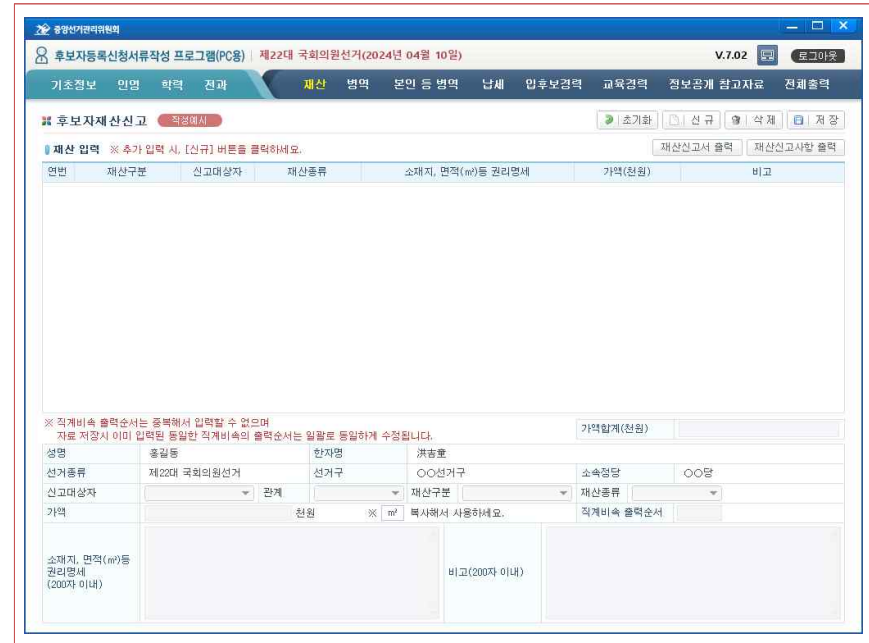 중앙선거관리위원회
후보자등록신청서류작성 프로그램(PC용) 제22대 국회의원선거(2024년 04월 10일) V.7.02 로그아웃
기초정보 인영 학력 전과 재산 병역 본인 등 병역 납세 입후보경력 교육경력 정보공개 참고자료 전체출력
후보자재산신고 작성예시 초기화 신규 삭제 저장
재산 입력 ※ 추가 입력 시, [신규] 버튼을 클릭하세요. 재산신고서 출력 재산신고사항 출력
연번 재산구분 신고대상자 재산종류 소재지, 면적(㎡)등 권리명세 가액(천원) 비고
※ 직계비속 출력순서는 중복해서 입력할 수 없으며
자료 저장시 이미 입력된 동일한 직계비속의 출력순서는 일괄로 동일하게 수정됩니다. 가액합계(천원)
성명 홍길동 한자명 洪吉童
선거종류 제22대 국회의원선거 선거구 ○○선거구 소속정당 ○○당
신고대상자 관계 재산구분 재산종류
가액 천원 ※ ㎡ 복사해서 사용하세요. 직계비속 출력순서
소재지, 면적(㎡)등
권리명세
(200자 이내) 비고(200자 이내)